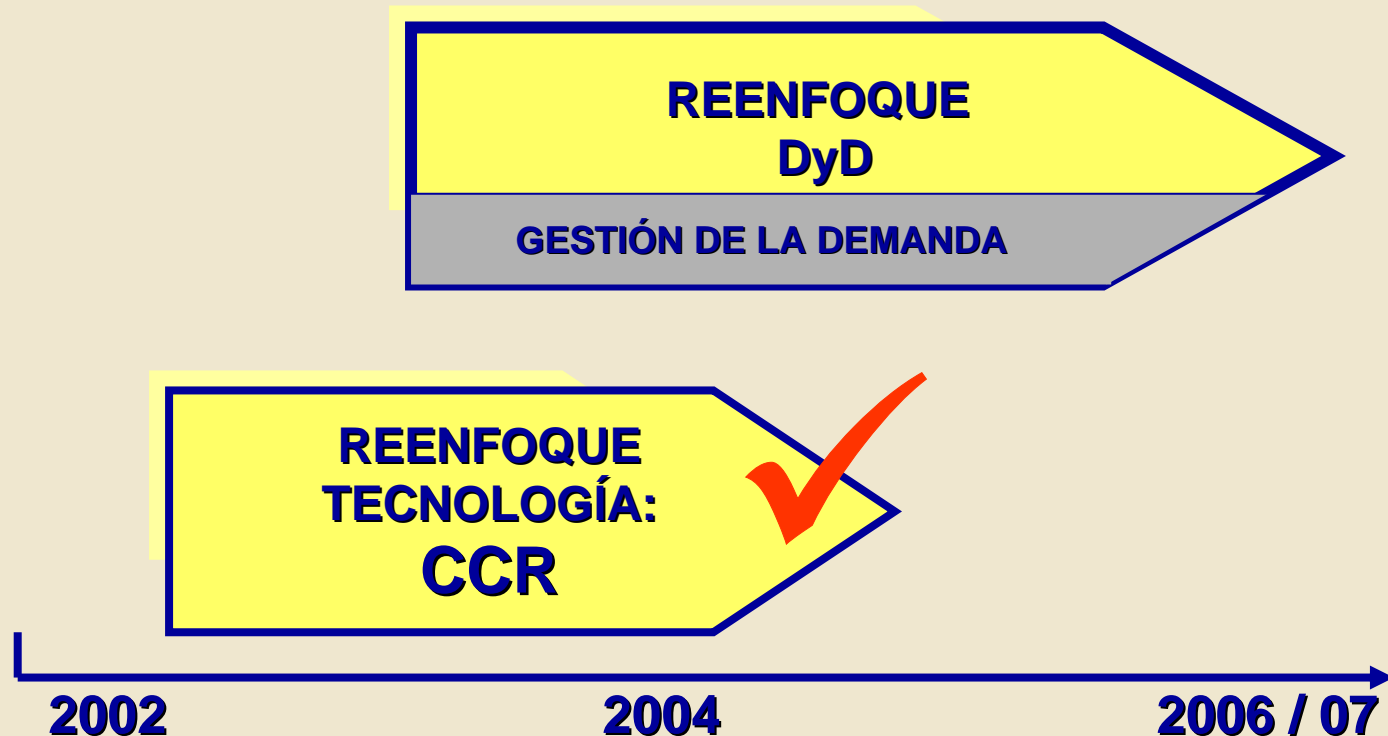 REENFOQUE
DyD
GESTIÓN DE LA DEMANDA
REENFOQUE
TECNOLOGÍA:
CCR
2002 2004 2006 / 07